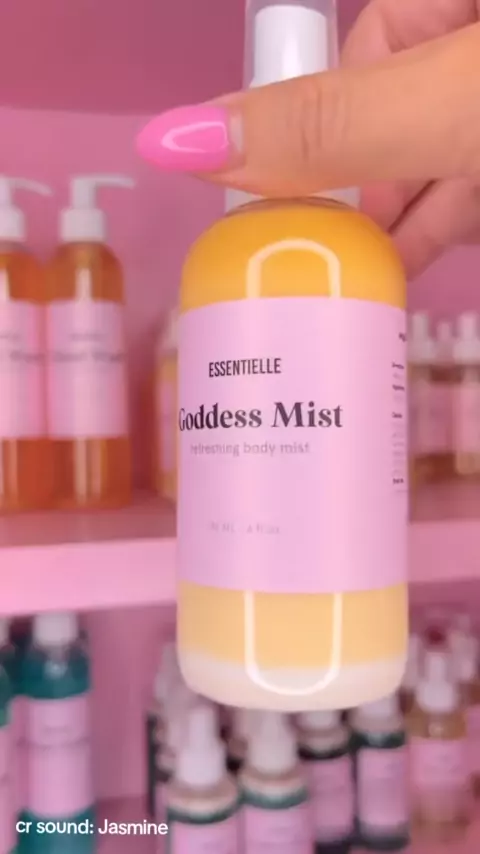 ESSENTIELLE
Goddess Mist
refreshing body mist
cr sound: Jasmine